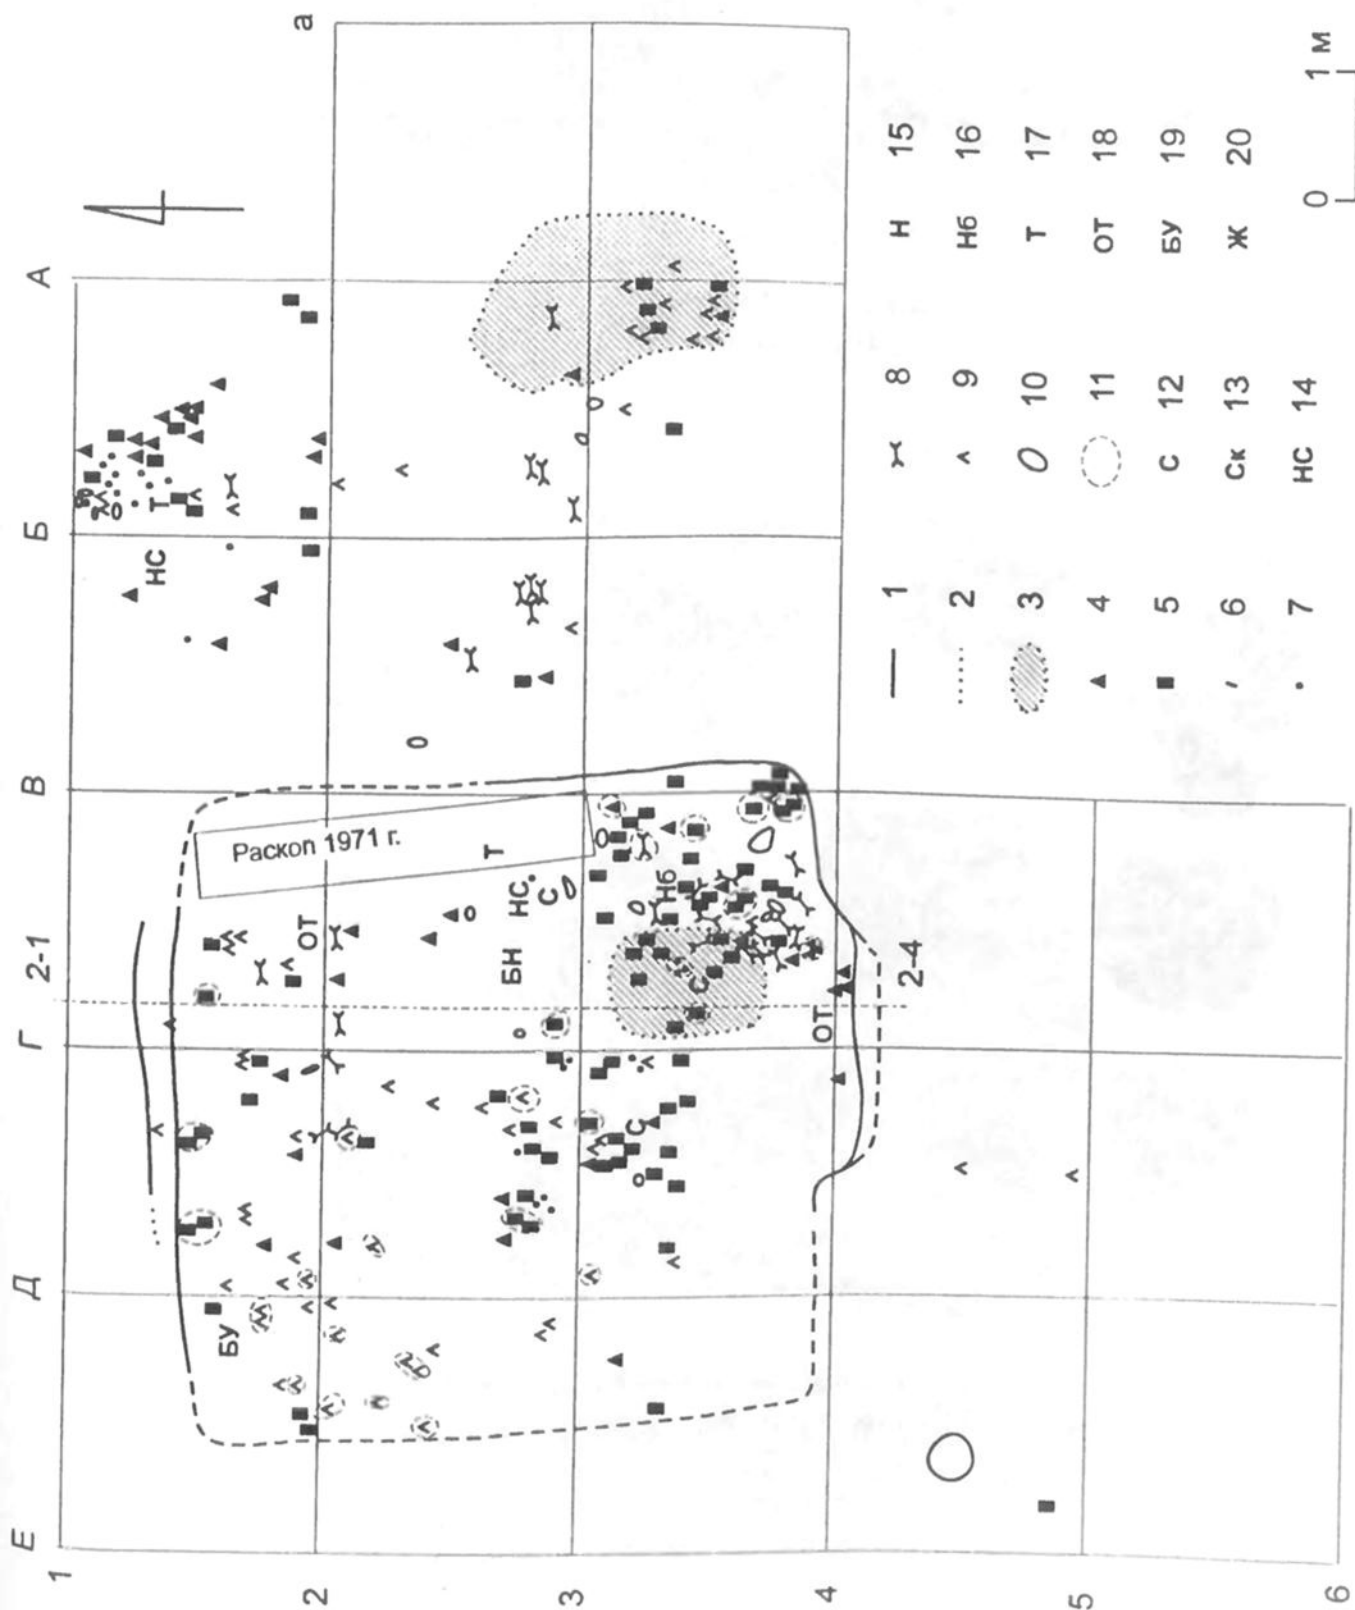 Е
Д
Г
2-1
В
Б
А
а
1
2
3
4
5
6
НС
Т
Раскоп 1971 г.
Т
ОТ
НС
С
БН
Нб
С
С
ОТ
2-4
БУ
1
2
3
4
5
6
7
8
9
10
11
С 12
Ск 13
НС 14
Н 15
Нб 16
Т 17
ОТ 18
БУ 19
Ж 20
0 1 м